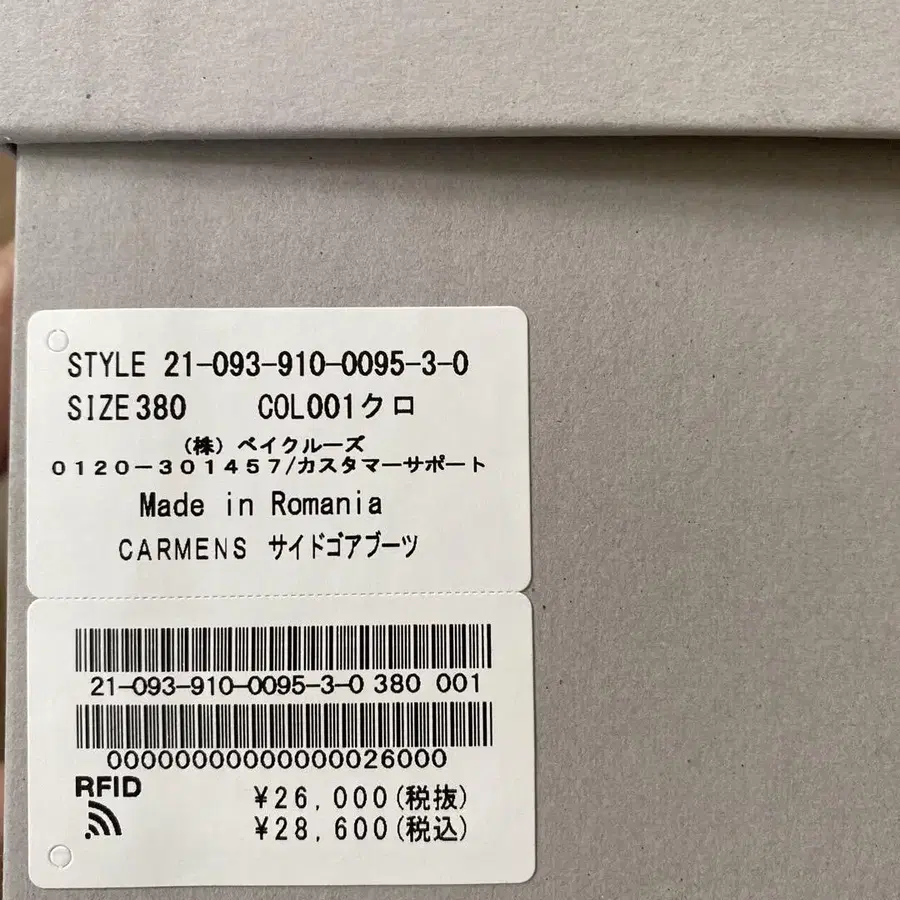 STYLE 21-093-910-0095-3-0
SIZE380 COL001クロ
(株) ベイクルーズ
0120-301457/カスタマーサポート
Made in Romania
CARMENS サイドゴアブーツ
21-093-910-0095-3-0 380 001
00000000000000026000
RFID
¥26,000(税抜)
¥28,600(税込)